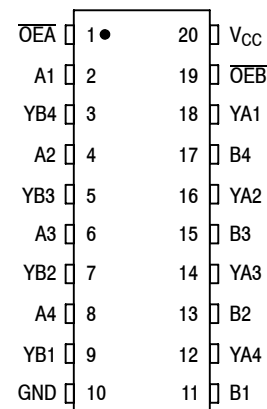 OEA 1 20 VCC
A1 2 19 OEB
YB4 3 18 YA1
A2 4 17 B4
YB3 5 16 YA2
A3 6 15 B3
YB2 7 14 YA3
A4 8 13 B2
YB1 9 12 YA4
GND 10 11 B1